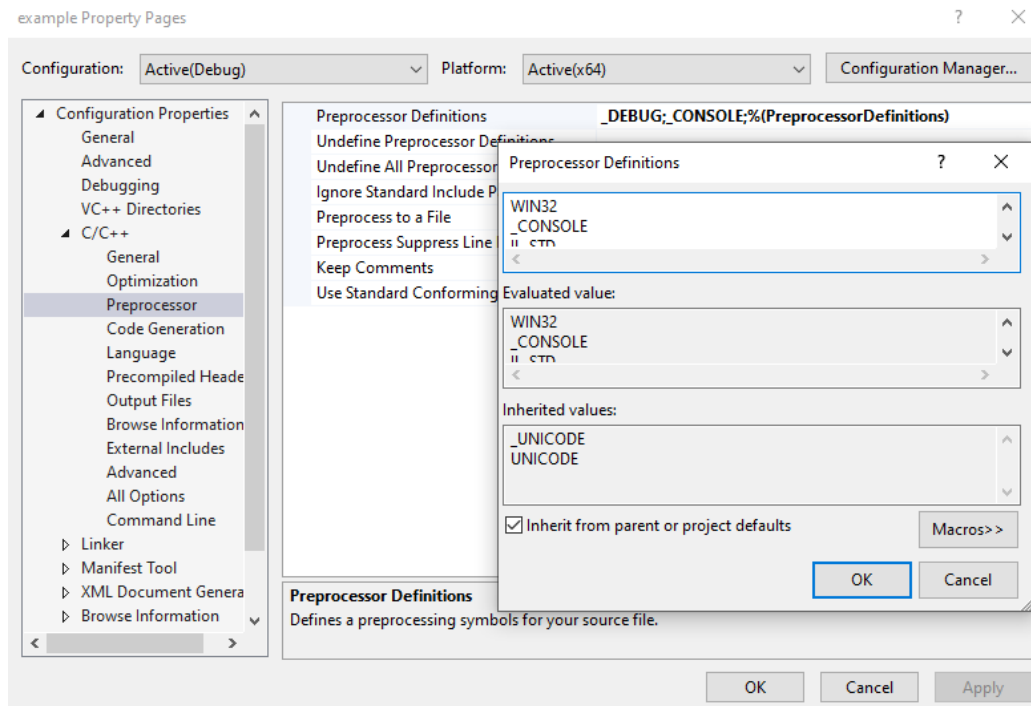 example Property Pages
Configuration: Active(Debug) Platform: Active(x64) Configuration Manager...
Configuration Properties
General
Advanced
Debugging
VC++ Directories
C/C++
General
Optimization
Preprocessor
Code Generation
Language
Precompiled Heade
Output Files
Browse Information
External Includes
Advanced
All Options
Command Line
Linker
Manifest Tool
XML Document Genera
Browse Information
Preprocessor Definitions _DEBUG;_CONSOLE;%(PreprocessorDefinitions)
Undefine Preprocessor Definitions
Undefine All Preprocessor
Ignore Standard Include P
Preprocess to a File
Preprocess Suppress Line
Keep Comments
Use Standard Conforming
Preprocessor Definitions
WIN32
_CONSOLE
Evaluated value:
WIN32
_CONSOLE
Inherited values:
_UNICODE
UNICODE
Inherit from parent or project defaults
Macros>>
OK Cancel
Preprocessor Definitions
Defines a preprocessing symbols for your source file.
OK Cancel Apply